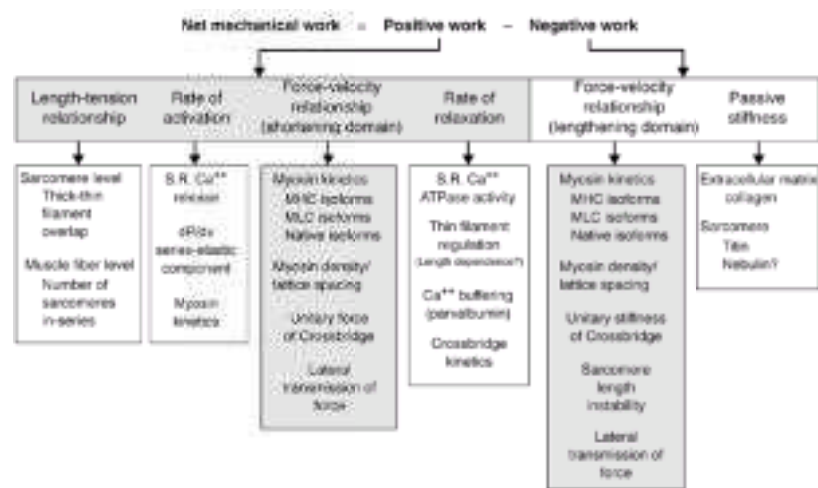 Net mechanical work = Positive work – Negative work
Length-tension
relationship
Rate of
activation
Force-velocity
relationship
(shortening domain)
Rate of
relaxation
Force-velocity
relationship
(lengthening domain)
Passive
stiffness
Sarcomere level
Thick-thin
filament
overlap
Muscle fiber level
Number of
sarcomeres
in-series
S.R. Ca++
release
series-elastic
component
Myosin
kinetics
Myosin kinetics
MHC isoforms
MLC isoforms
Native isoforms
Myosin density/
lattice spacing
Unitary force
of Crossbridge
Lateral
transmission of
force
S.R. Ca++
ATPase activity
Thin filament
regulation
(Length dependence?)
Ca++ buffering
(parvalbumin)
Crossbridge
kinetics
Myosin kinetics
MHC isoforms
MLC isoforms
Native isoforms
Myosin density/
lattice spacing
Unitary stiffness
of Crossbridge
Sarcomere
length
instability
Lateral
transmission of
force
Extracellular matrix
collagen
Sarcomere
Titin
Nebulin?